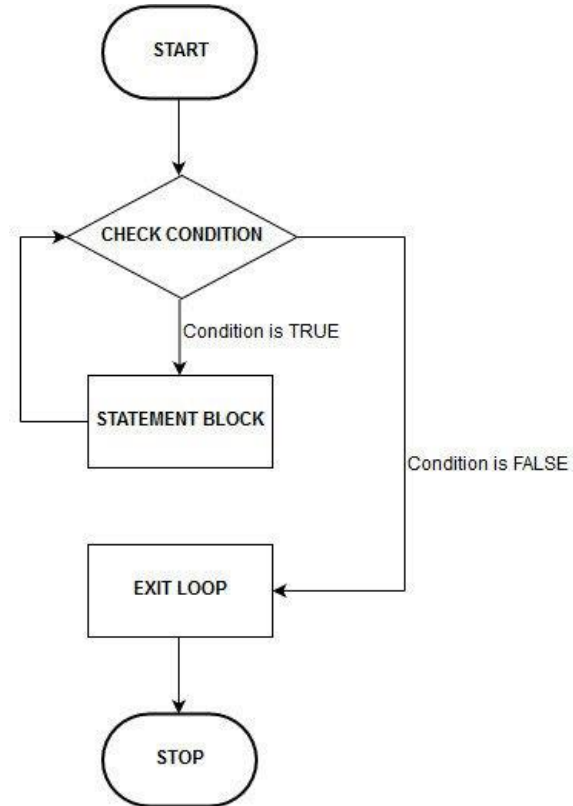 START
CHECK CONDITION
Condition is TRUE
STATEMENT BLOCK
Condition is FALSE
EXIT LOOP
STOP